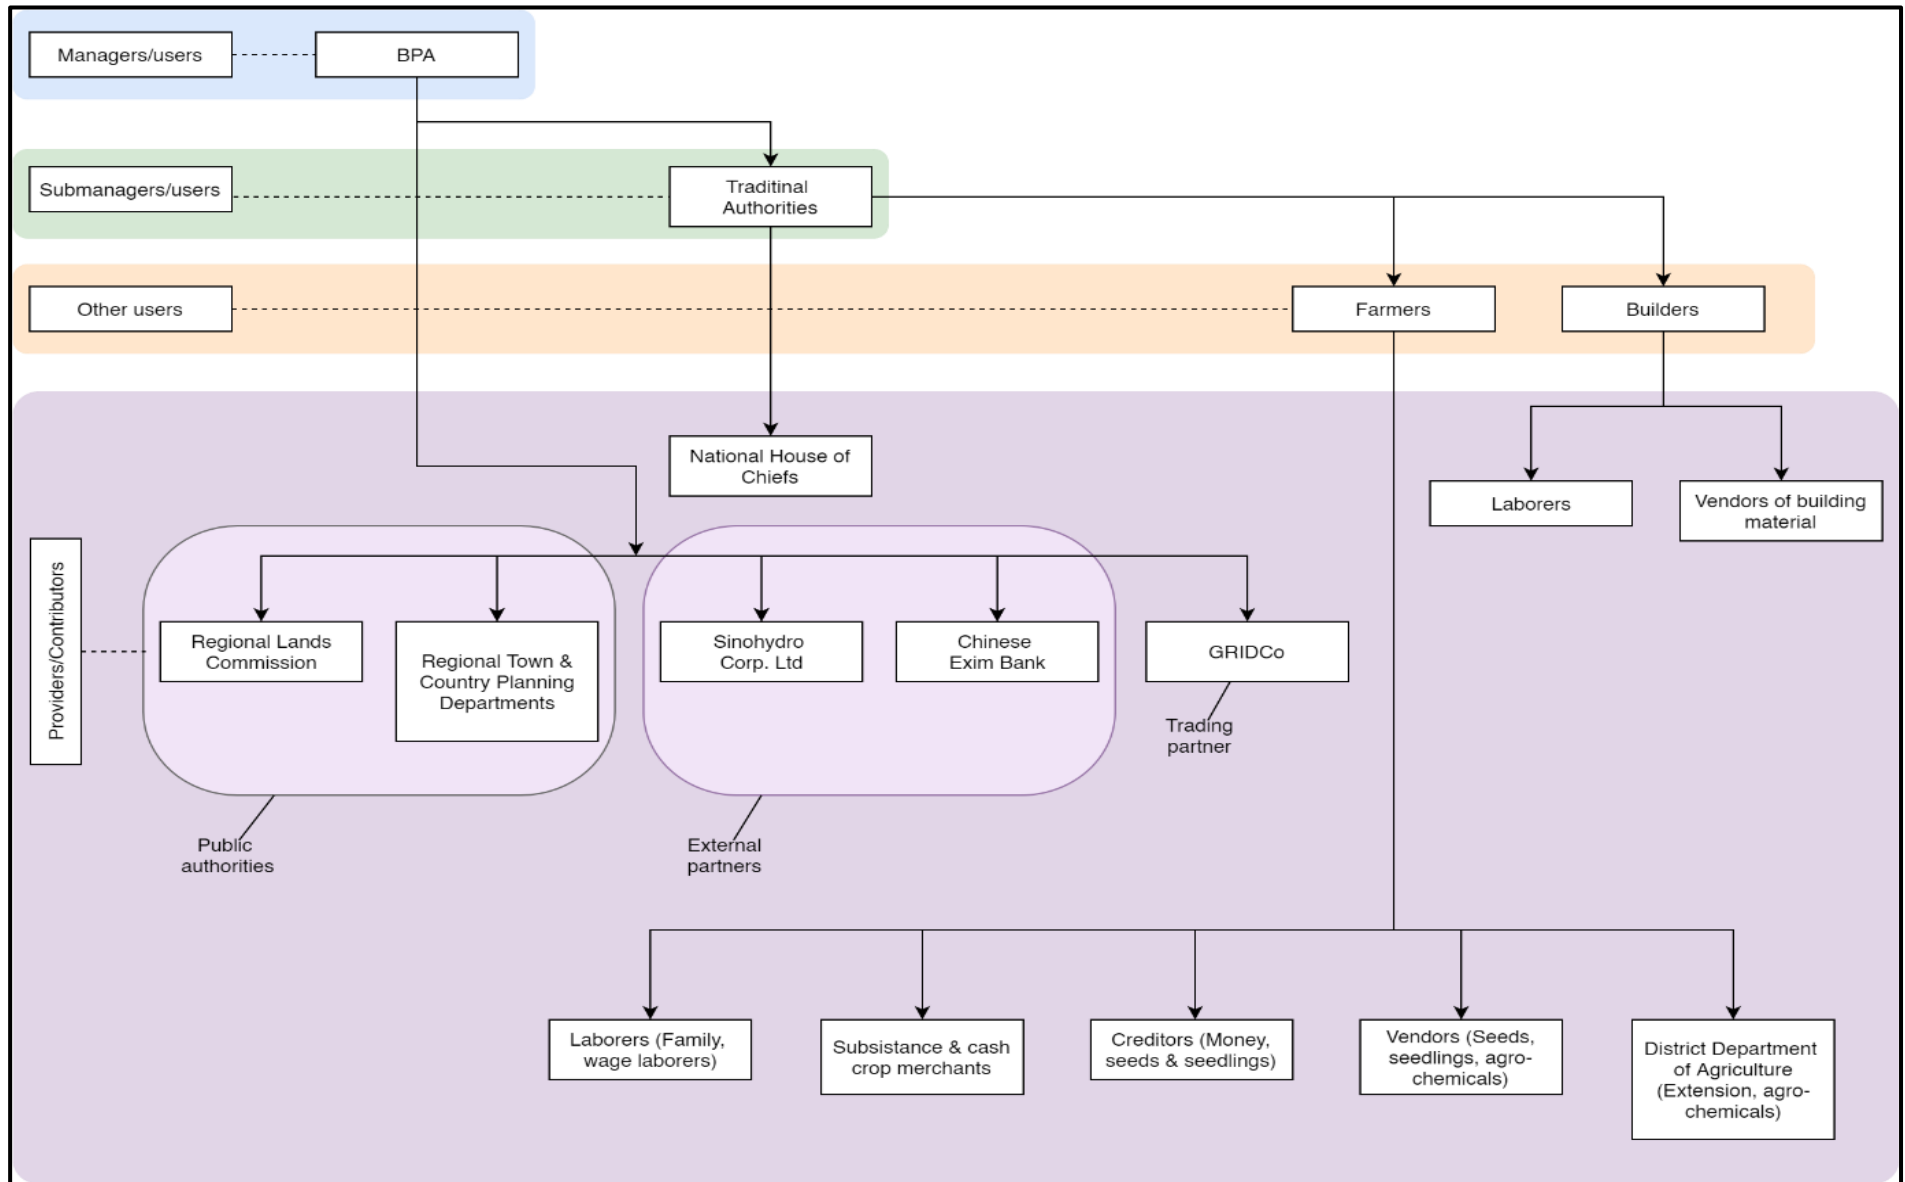 Managers/users
BPA
Submanagers/users
Traditinal
Authorities
Other users
Farmers
Builders
National House of
Chiefs
Laborers
Vendors of building
material
Providers/Contributors
Regional Lands
Commission
Regional Town &
Country Planning
Departments
Sinohydro
Corp. Ltd
Chinese
Exim Bank
GRIDCo
Trading
partner
Public
authorities
External
partners
Laborers (Family,
wage laborers)
Subsistance & cash
crop merchants
Creditors (Money,
seeds & seedlings)
Vendors (Seeds,
seedlings, agro-
chemicals)
District Department
of Agriculture
(Extension, agro-
chemicals)